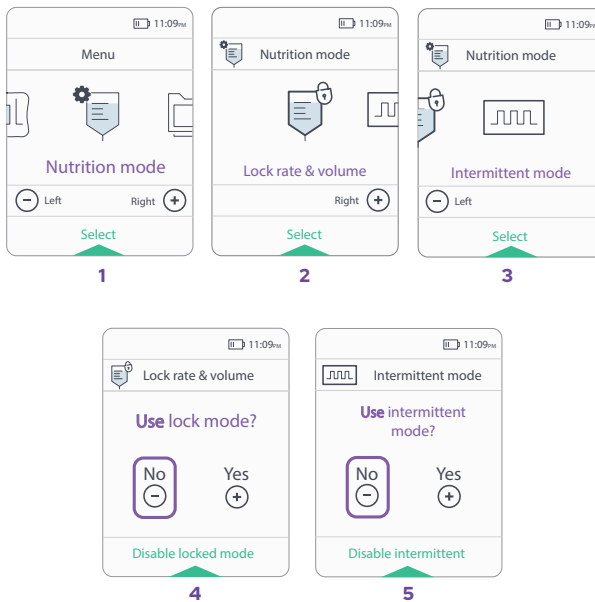 11:09PM
Menu
Nutrition mode
Left
Right
Select
1
11:09PM
Nutrition mode
Lock rate & volume
Right
Select
2
11:09PM
Nutrition mode
Intermittent mode
Left
Select
3
11:09PM
Lock rate & volume
Use lock mode?
No
Yes
Disable locked mode
4
11:09PM
Intermittent mode
Use intermittent
mode?
No
Yes
Disable intermittent
5